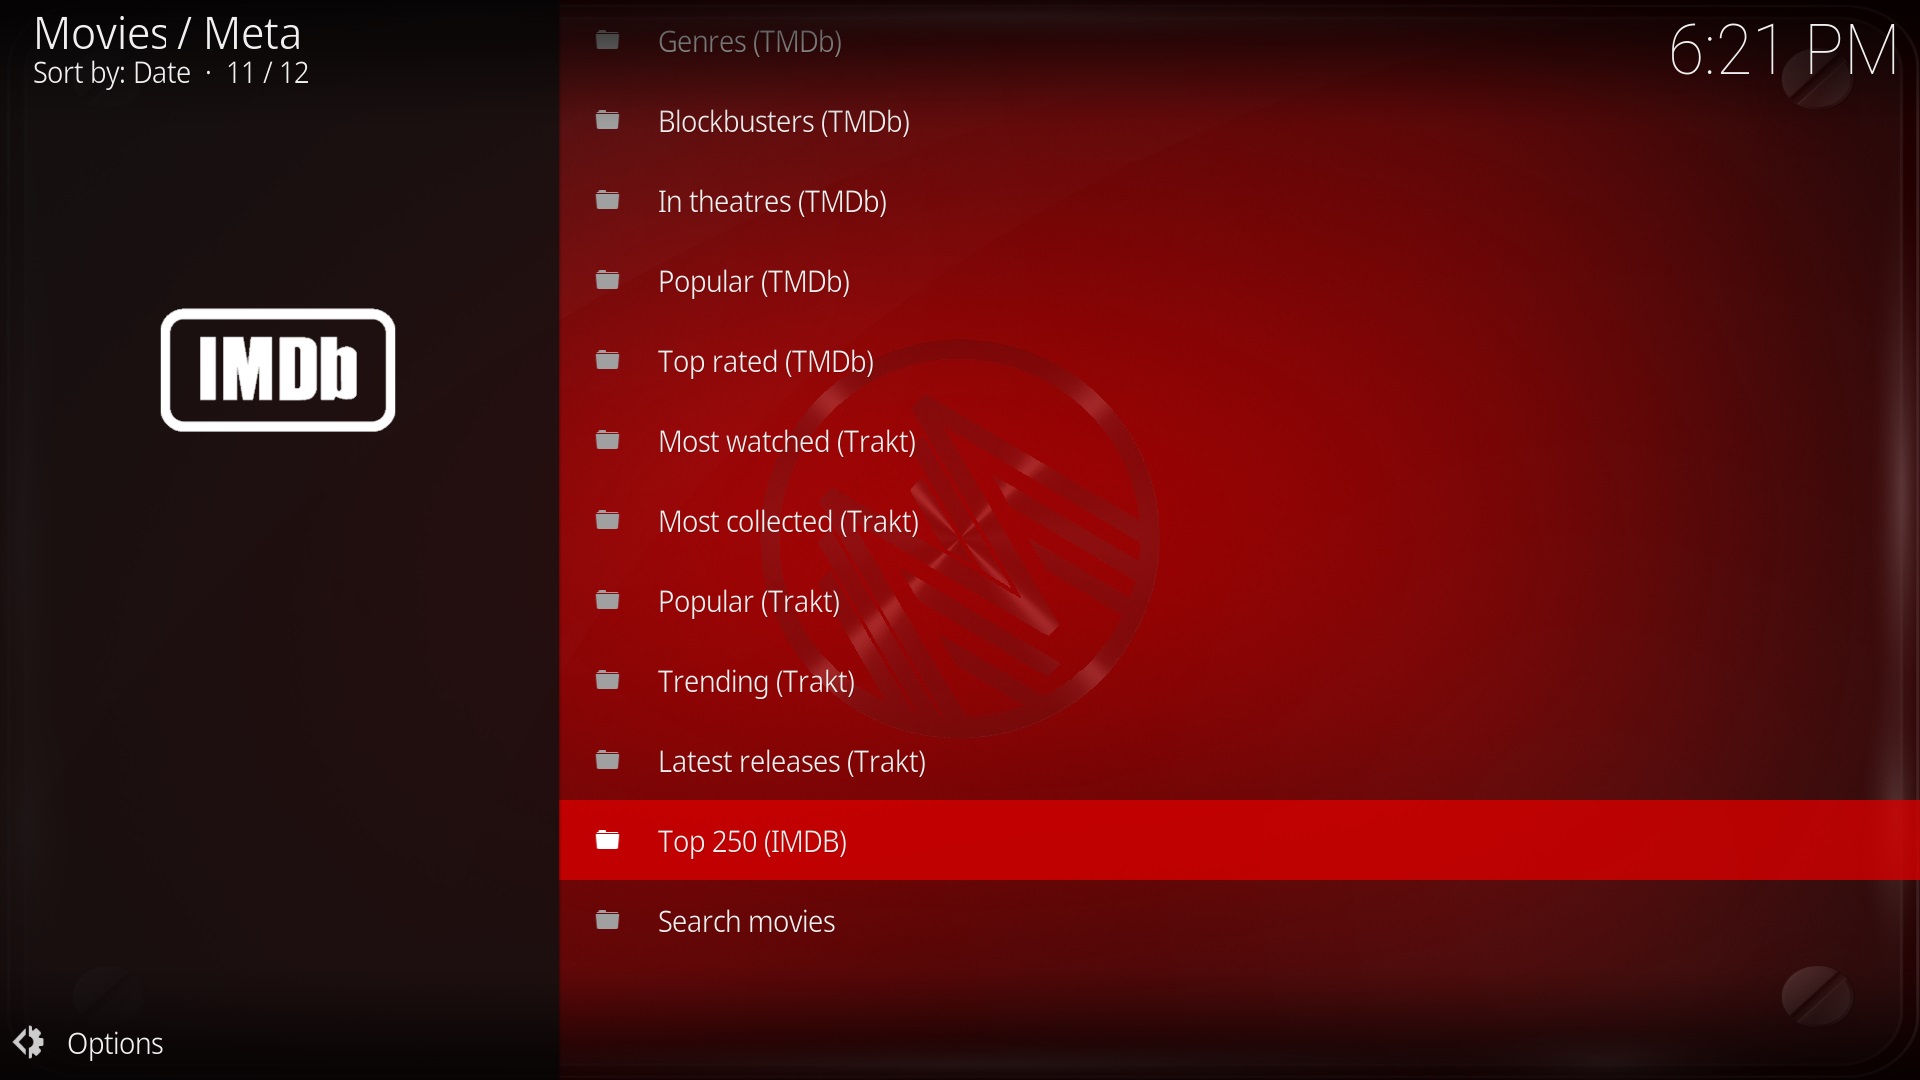 Movies / Meta
Sort by: Date · 11 / 12
6:21 PM
IMDb
Genres (TMDb)
Blockbusters (TMDb)
In theatres (TMDb)
Popular (TMDb)
Top rated (TMDb)
Most watched (Trakt)
Most collected (Trakt)
Popular (Trakt)
Trending (Trakt)
Latest releases (Trakt)
Top 250 (IMDB)
Search movies
Options